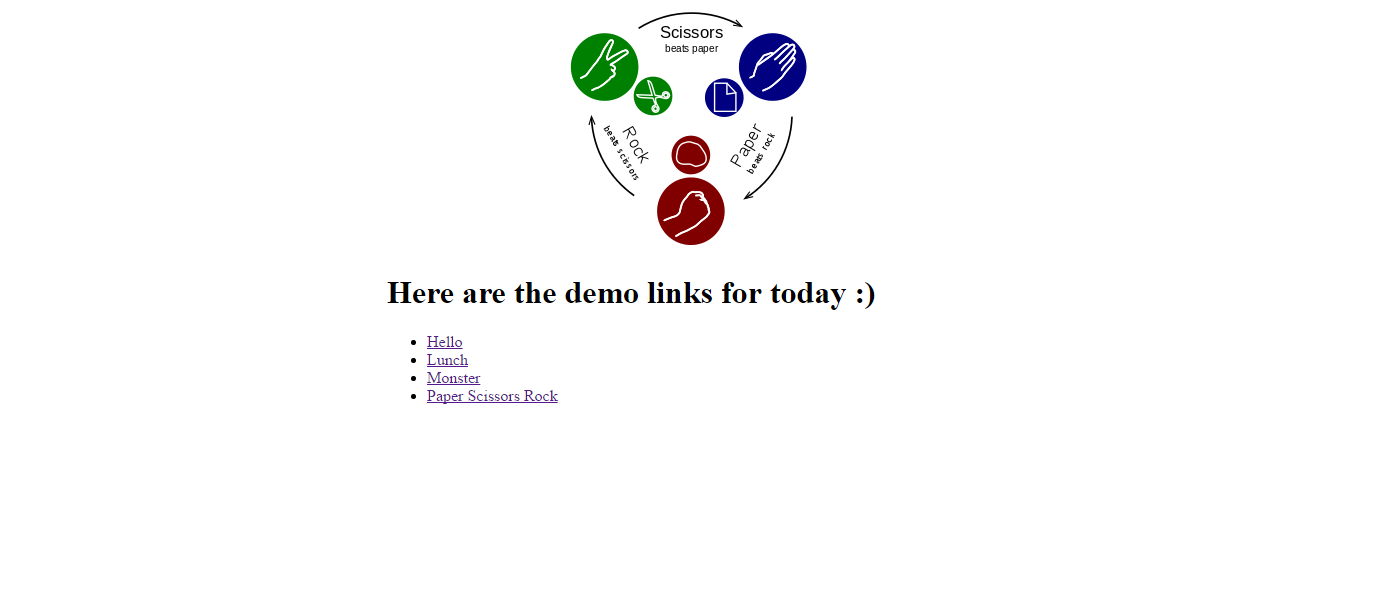 Scissors
beats paper
Rock
beats scissors
Paper
beats rock
Here are the demo links for today :)
Hello
Lunch
Monster
Paper Scissors Rock